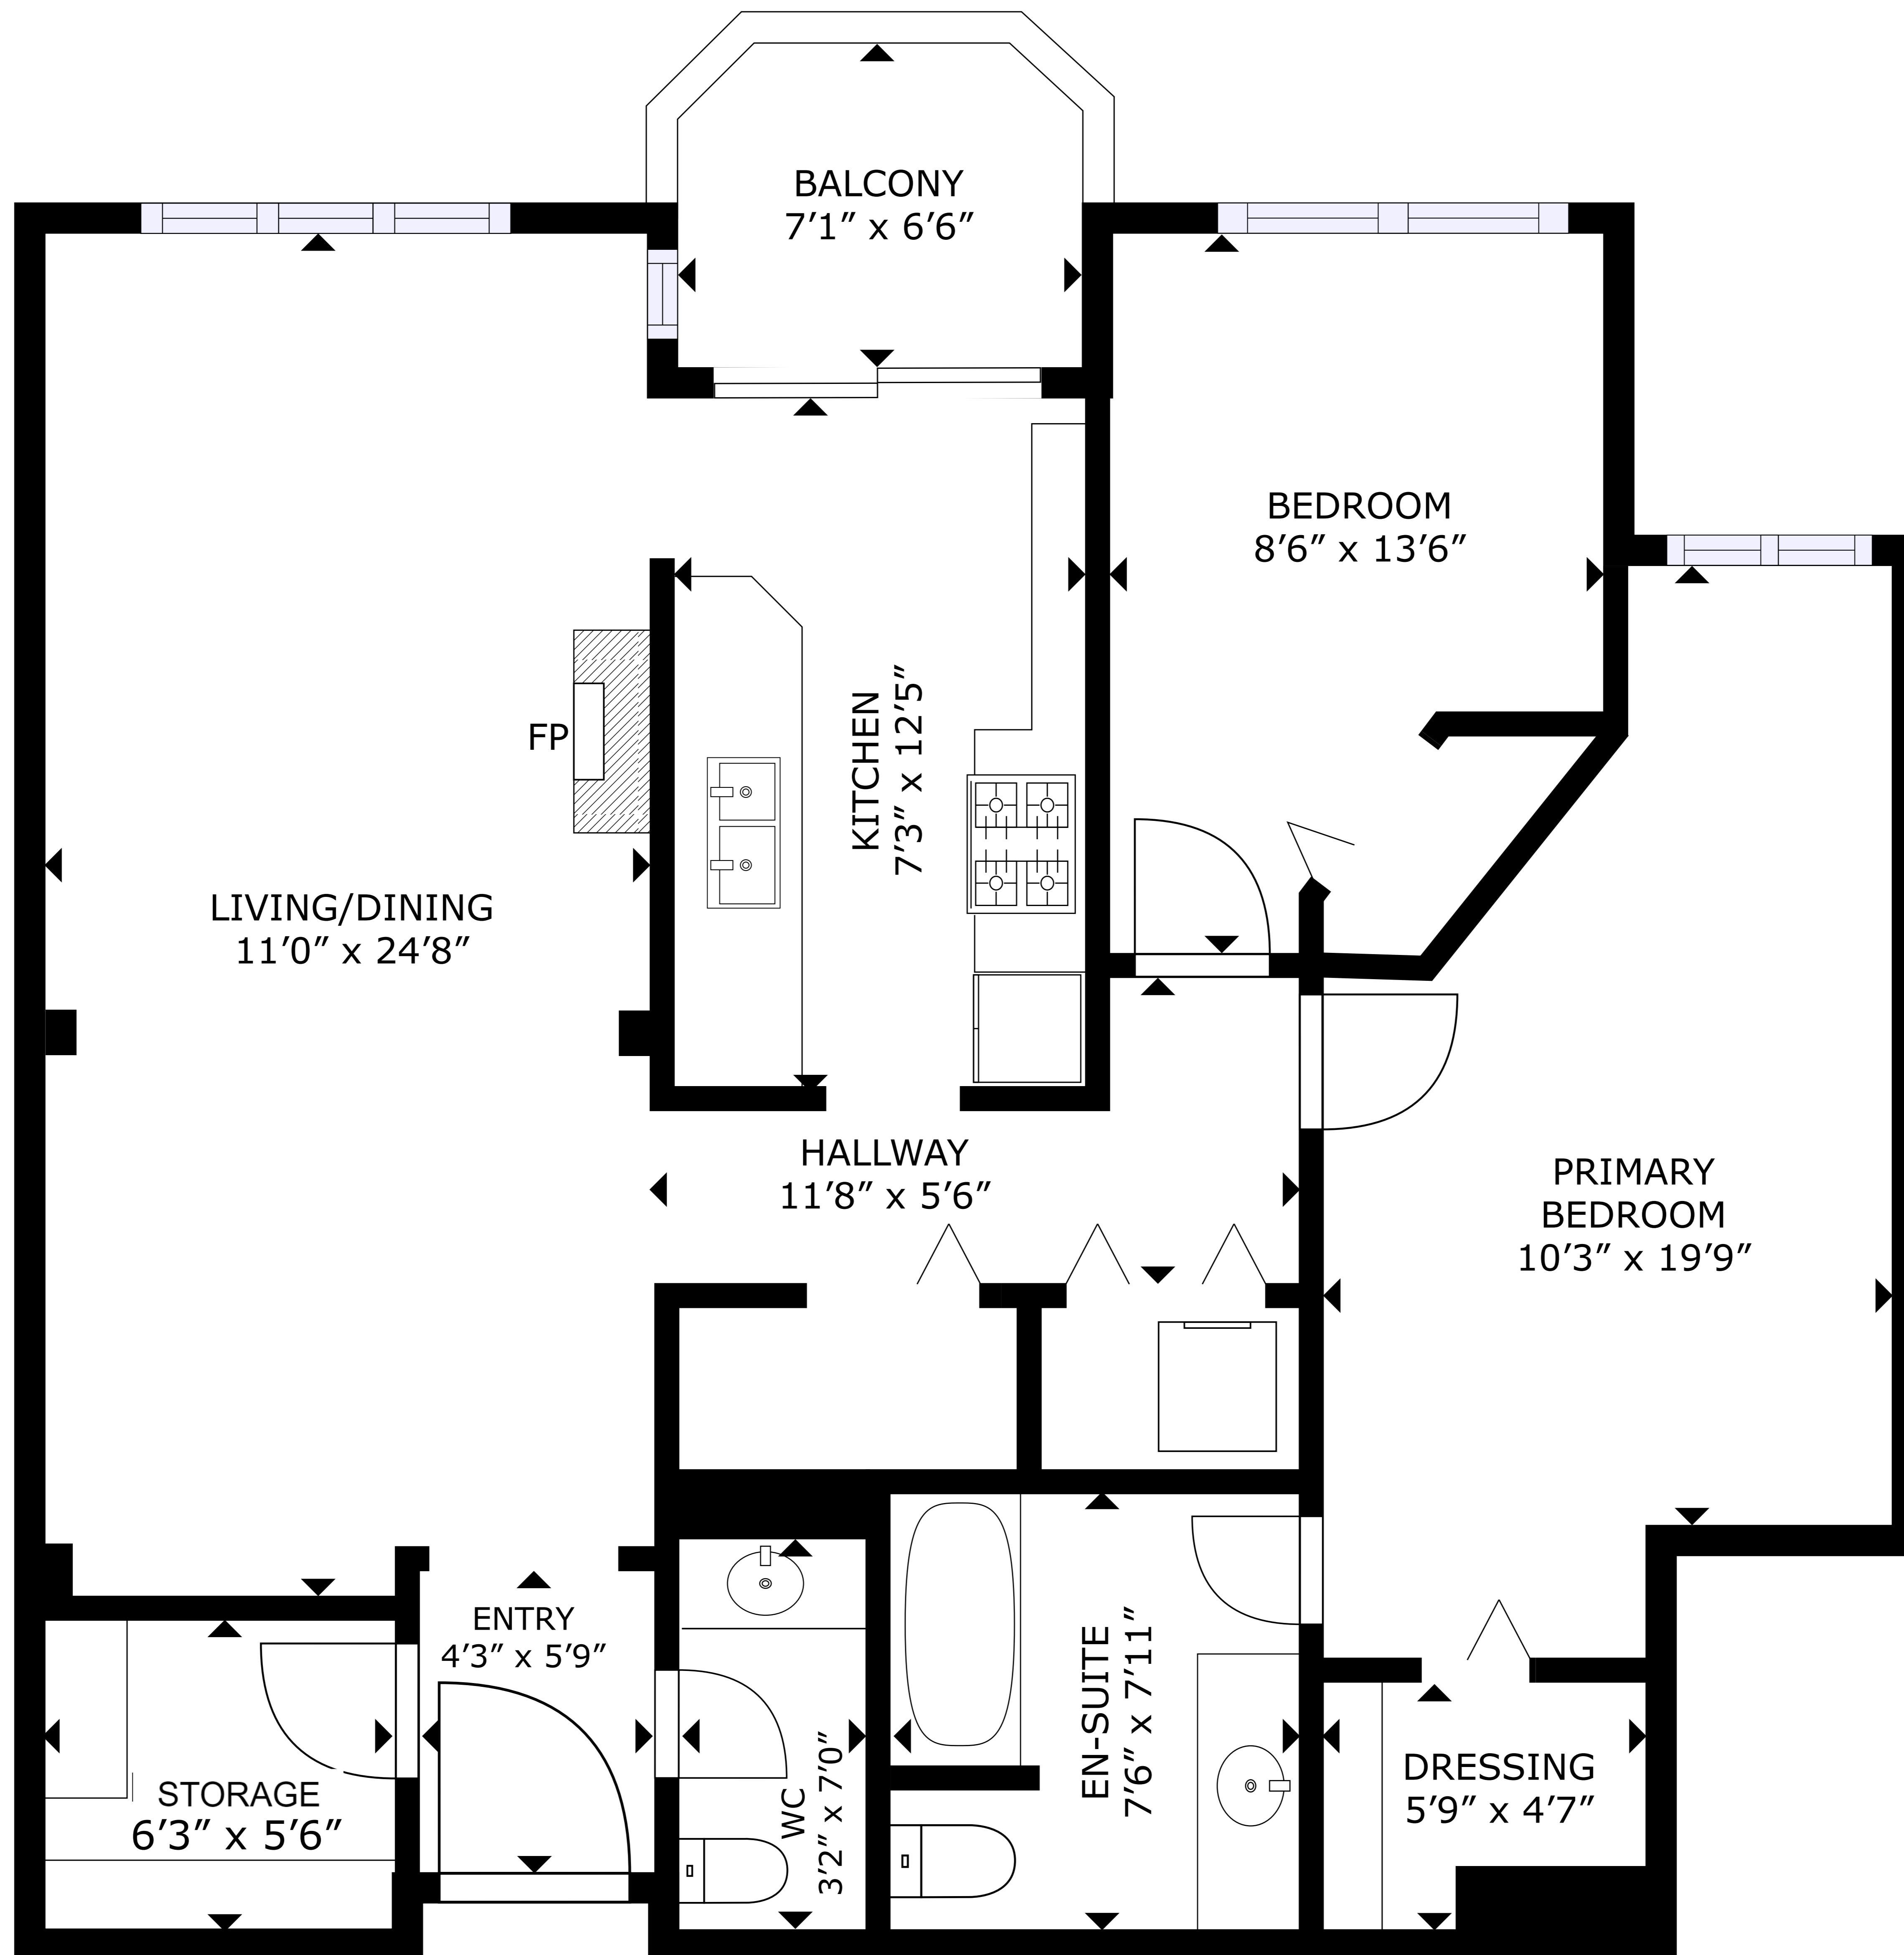 BALCONY
7’1” x 6’6”
BEDROOM
8’6” x 13’6”
KITCHEN
7’3” x 12’5”
FP
LIVING/DINING
11’0” x 24’8”
HALLWAY
11’8” x 5’6”
PRIMARY
BEDROOM
10’3” x 19’9”
ENTRY
4’3” x 5’9”
STORAGE
6’3” x 5’6”
WC
3’2” x 7’0”
EN-SUITE
7’6” x 7’11”
DRESSING
5’9” x 4’7”